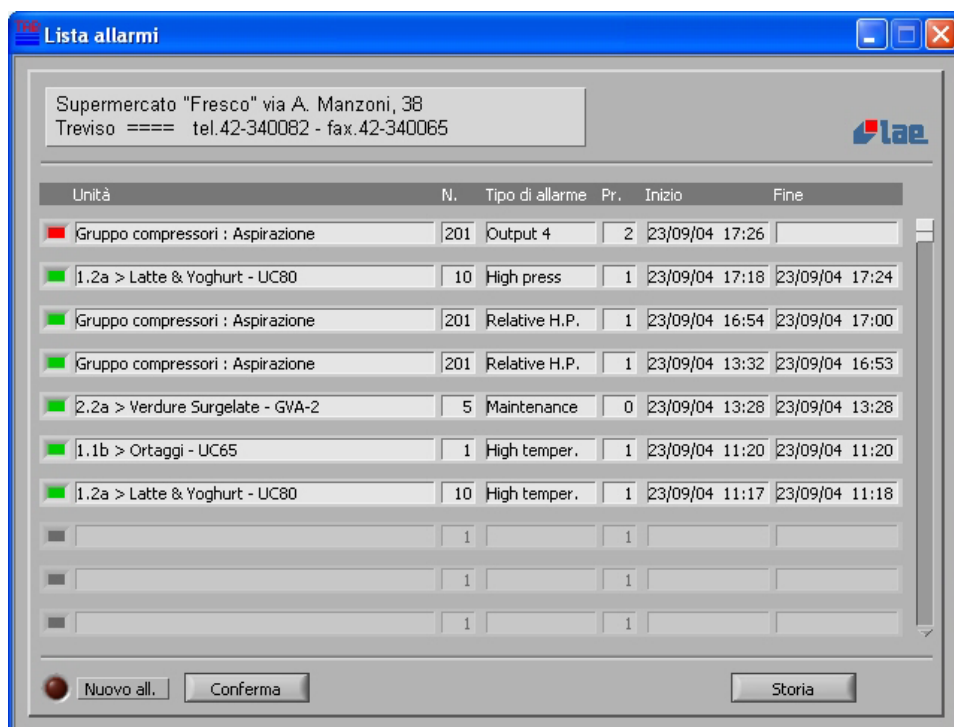 TAB
Lista allarmi
Supermercato "Fresco" via A. Manzoni, 38
Treviso ==== tel.42-340082 - fax.42-340065
lae
Unità N. Tipo di allarme Pr. Inizio Fine
Gruppo compressori : Aspirazione 201 Output 4 2 23/09/04 17:26
1.2a > Latte & Yoghurt - UC80 10 High press 1 23/09/04 17:18 23/09/04 17:24
Gruppo compressori : Aspirazione 201 Relative H.P. 1 23/09/04 16:54 23/09/04 17:00
Gruppo compressori : Aspirazione 201 Relative H.P. 1 23/09/04 13:32 23/09/04 16:53
2.2a > Verdure Surgelate - GVA-2 5 Maintenance 0 23/09/04 13:28 23/09/04 13:28
1.1b > Ortaggi - UC65 1 High temper. 1 23/09/04 11:20 23/09/04 11:20
1.2a > Latte & Yoghurt - UC80 10 High temper. 1 23/09/04 11:17 23/09/04 11:18
1 1
1 1
1 1
Nuovo all. Conferma Storia